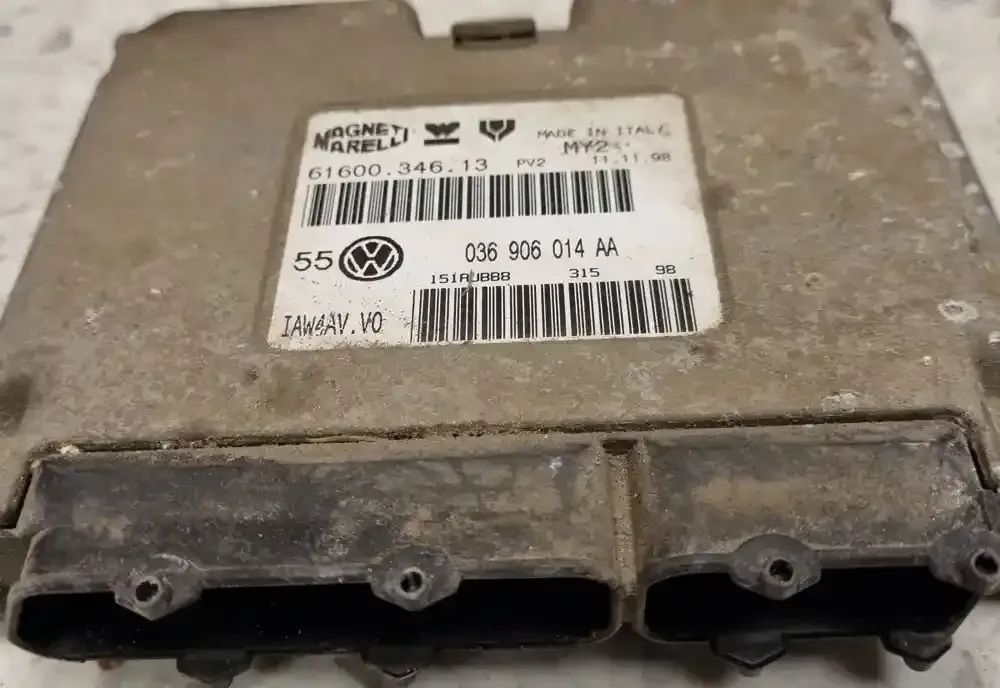 MAGNETI MARELLI
MADE IN ITALY
61600.346.13 PV2 MY2 11.11.98
55 036 906 014 AA
315 98
IAW4AV.V0